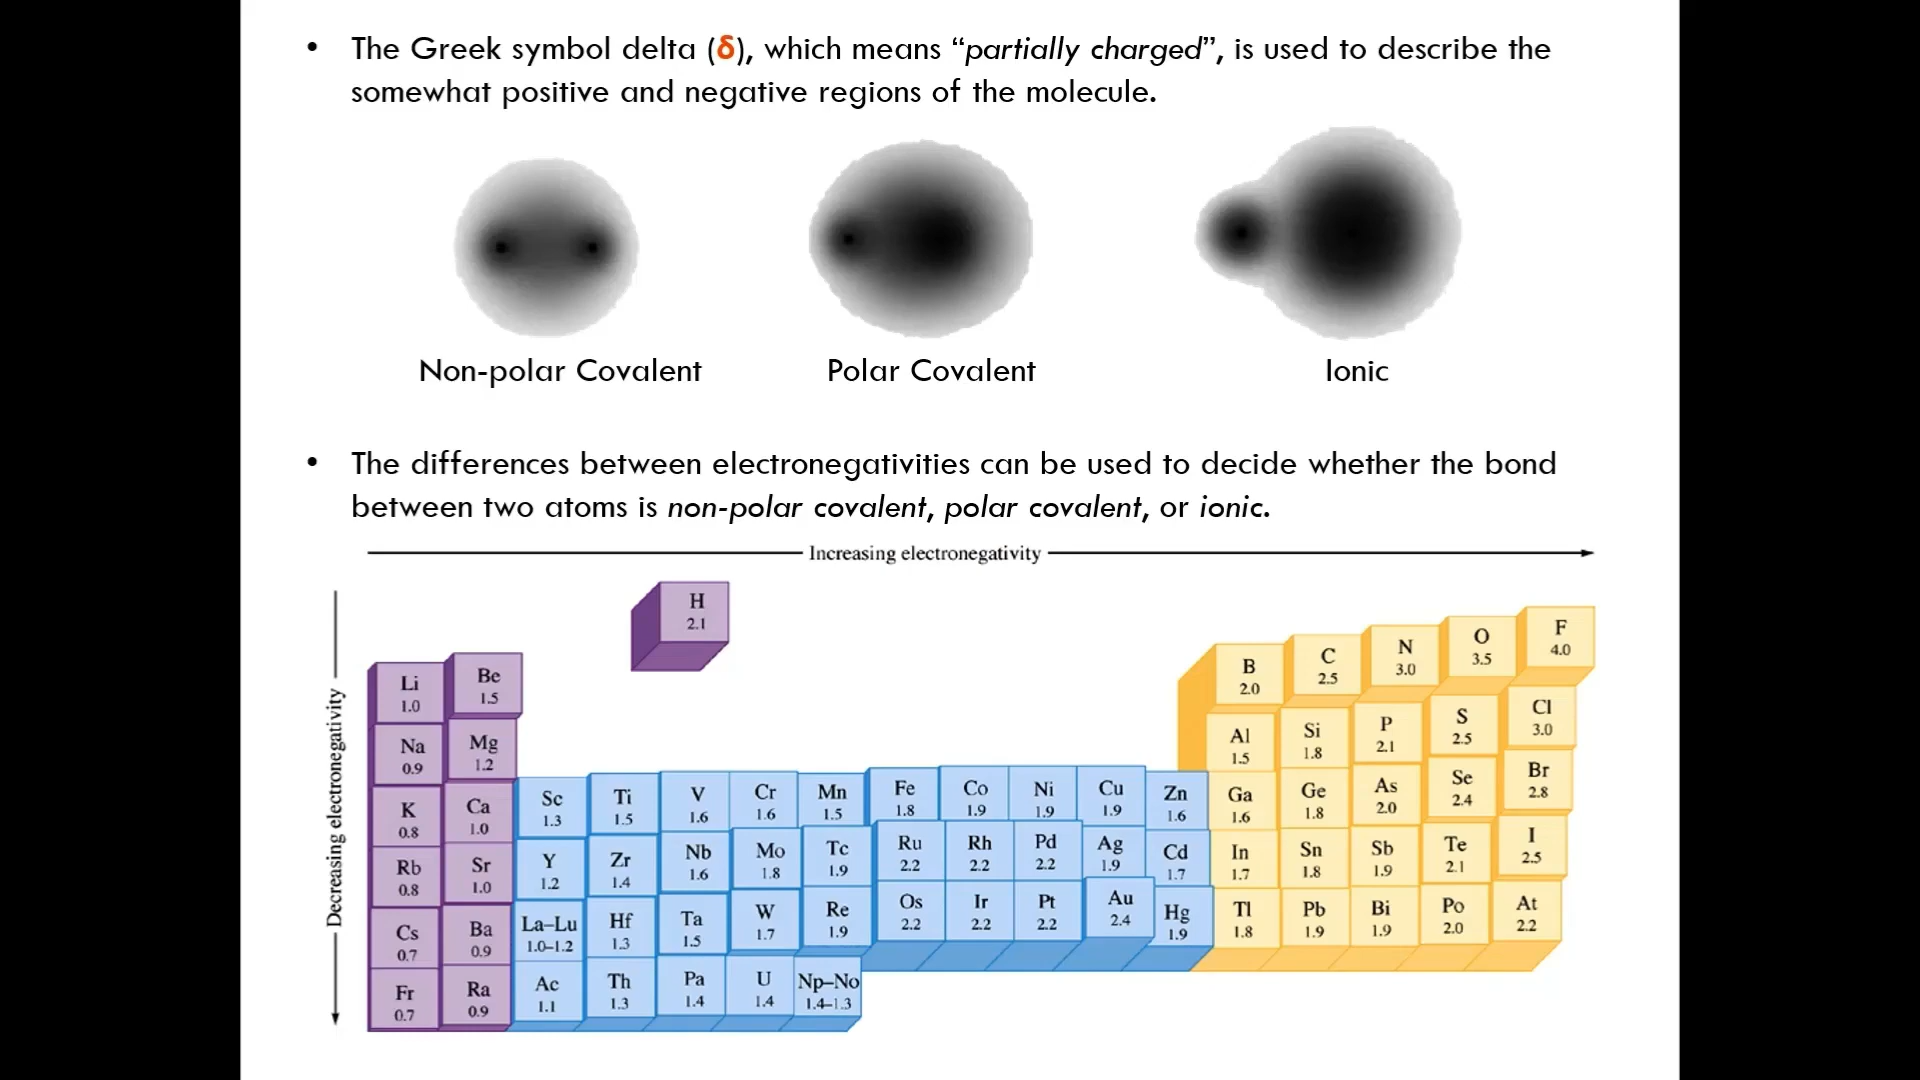 • The Greek symbol delta (δ), which means “partially charged”, is used to describe the
somewhat positive and negative regions of the molecule.
Non-polar Covalent
Polar Covalent
Ionic
• The differences between electronegativities can be used to decide whether the bond
between two atoms is non-polar covalent, polar covalent, or ionic.
Increasing electronegativity
Decreasing electronegativity
H
2.1
Li
1.0
Be
1.5
B
2.0
C
2.5
N
3.0
O
3.5
F
4.0
Na
0.9
Mg
1.2
Al
1.5
Si
1.8
P
2.1
S
2.5
Cl
3.0
K
0.8
Ca
1.0
Sc
1.3
Ti
1.5
V
1.6
Cr
1.6
Mn
1.5
Fe
1.8
Co
1.9
Ni
1.9
Cu
1.9
Zn
1.6
Ga
1.6
Ge
1.8
As
2.0
Se
2.4
Br
2.8
Rb
0.8
Sr
1.0
Y
1.2
Zr
1.4
Nb
1.6
Mo
1.8
Tc
1.9
Ru
2.2
Rh
2.2
Pd
2.2
Ag
1.9
Cd
1.7
In
1.7
Sn
1.8
Sb
1.9
Te
2.1
I
2.5
Cs
0.7
Ba
0.9
La–Lu
1.0–1.2
Hf
1.3
Ta
1.5
W
1.7
Re
1.9
Os
2.2
Ir
2.2
Pt
2.2
Au
2.4
Hg
1.9
Tl
1.8
Pb
1.9
Bi
1.9
Po
2.0
At
2.2
Fr
0.7
Ra
0.9
Ac
1.1
Th
1.3
Pa
1.4
U
1.4
Np–No
1.4–1.3